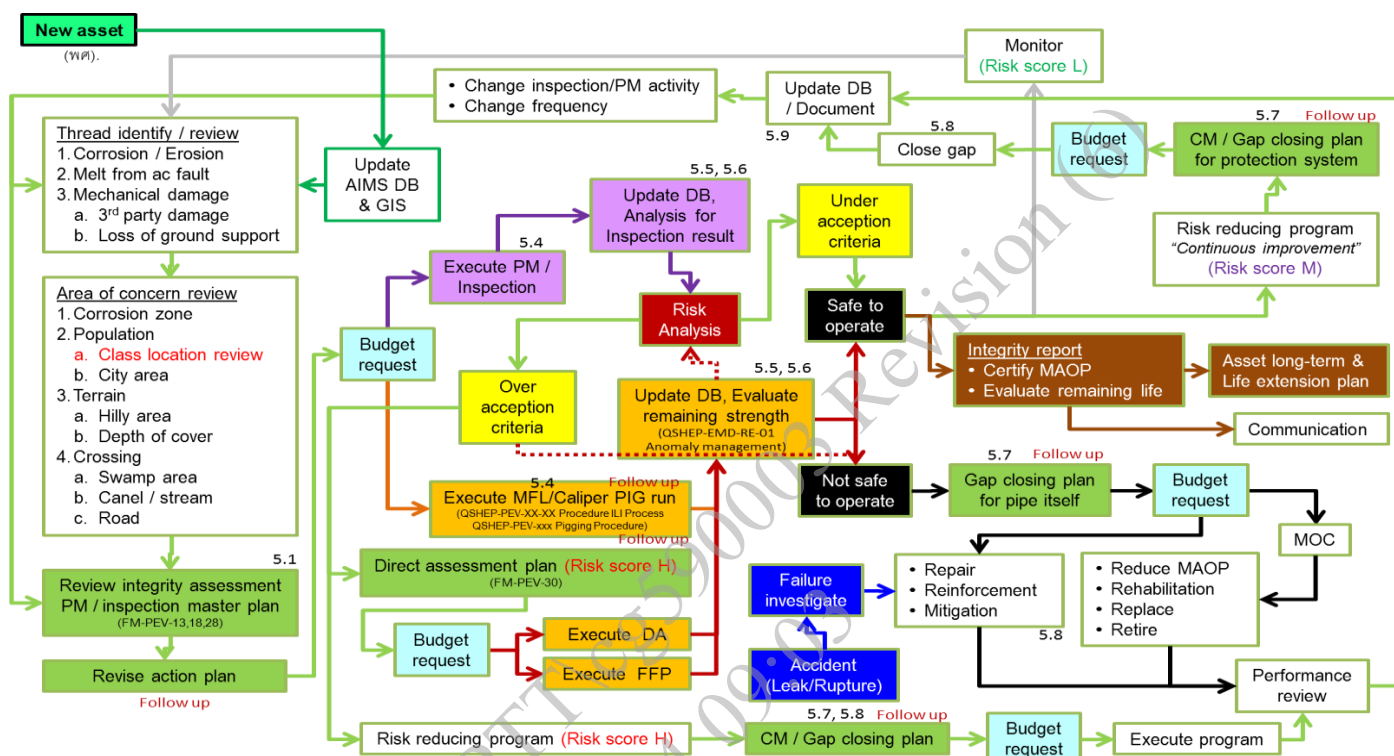 New asset
(พศ).
Monitor
(Risk score L)
• Change inspection/PM activity
• Change frequency
Update DB
/ Document
5.9
5.8
Close gap
Budget
request
5.7
Follow up
CM / Gap closing plan
for protection system
Thread identify / review
1. Corrosion / Erosion
2. Melt from ac fault
3. Mechanical damage
a. 3rd party damage
b. Loss of ground support
Update
AIMS DB
& GIS
5.5, 5.6
Update DB,
Analysis for
Inspection result
Under
acception
criteria
Risk reducing program
“Continuous improvement”
(Risk score M)
5.4
Execute PM /
Inspection
Area of concern review
1. Corrosion zone
2. Population
a. Class location review
b. City area
3. Terrain
a. Hilly area
b. Depth of cover
4. Crossing
a. Swamp area
b. Canel / stream
c. Road
Budget
request
Risk
Analysis
Safe to
operate
Over
acception
criteria
5.5, 5.6
Update DB, Evaluate
remaining strength
(QSHEP-EMD-RE-01
Anomaly management)
Integrity report
• Certify MAOP
• Evaluate remaining life
Asset long-term &
Life extension plan
Communication
Not safe
to operate
5.7
Follow up
Gap closing plan
for pipe itself
Budget
request
MOC
5.4
Follow up
Execute MFL/Caliper PIG run
(QSHEP-PEV-XX-XX Procedure ILI Process
QSHEP-PEV-xxx Pigging Procedure)
Follow up
Direct assessment plan (Risk score H)
(FM-PEV-30)
5.1
Review integrity assessment
PM / inspection master plan
(FM-PEV-13,18,28)
Revise action plan
Follow up
Budget
request
Execute DA
Execute FFP
Failure
investigate
Accident
(Leak/Rupture)
• Repair
• Reinforcement
• Mitigation
5.8
• Reduce MAOP
• Rehabilitation
• Replace
• Retire
Performance
review
Risk reducing program (Risk score H)
5.7, 5.8
Follow up
CM / Gap closing plan
Budget
request
Execute program
PTT cg590003 Revision (6)
09:03